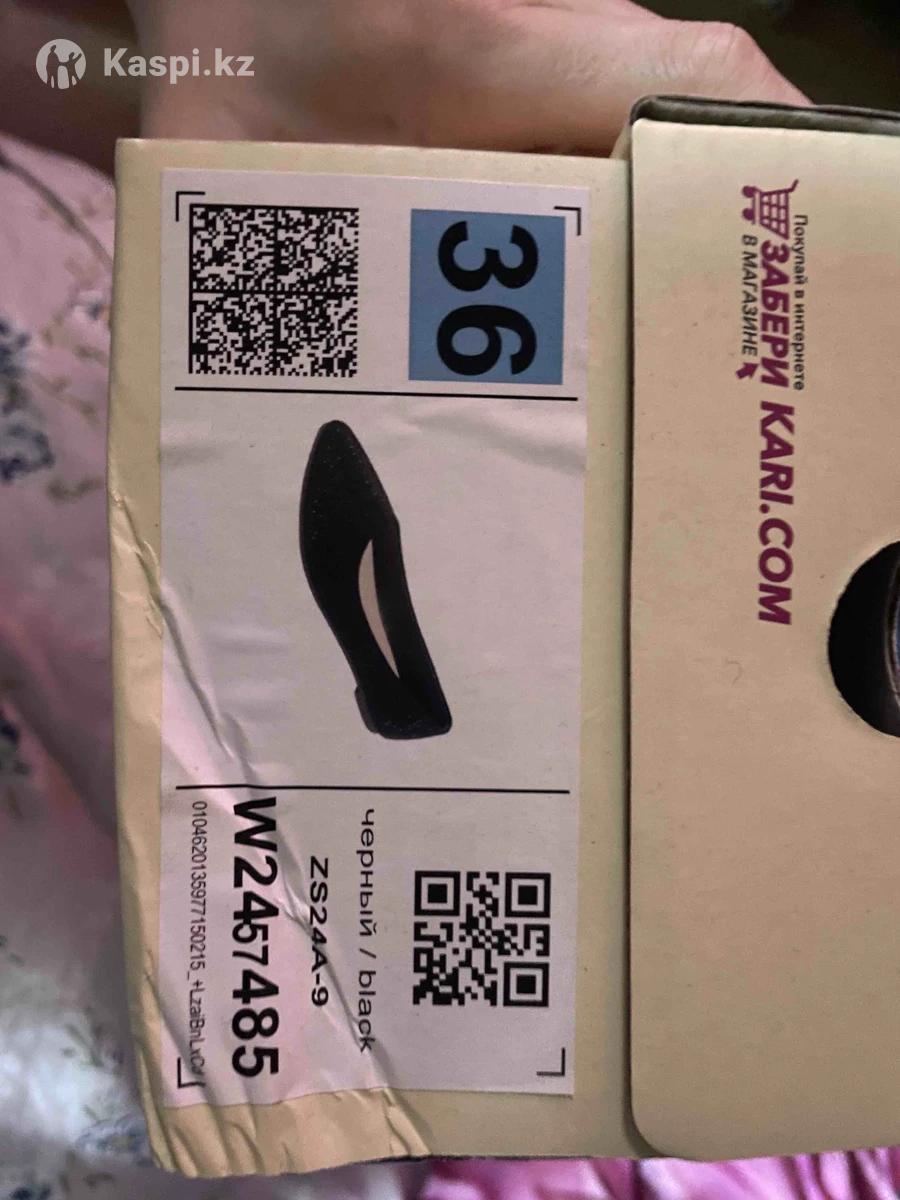 Kaspi.kz
36
черный / black
ZS24A-9
W2457485
Покупай в интернете
ЗАБЕРИ KARI.COM
В МАГАЗИНЕ